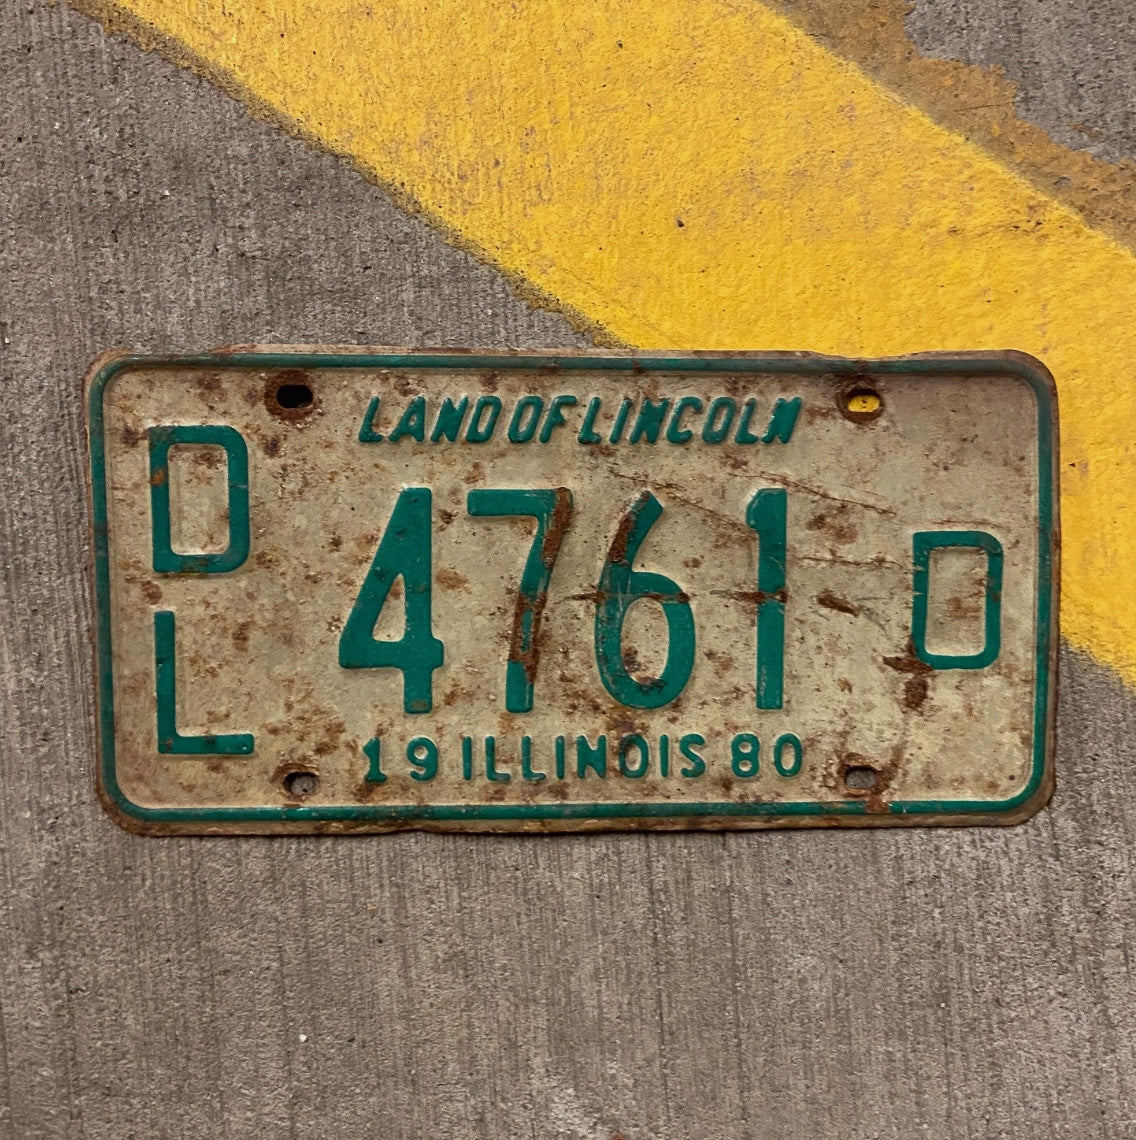 LAND OF LINCOLN
DL 4761 D
19 ILLINOIS 80